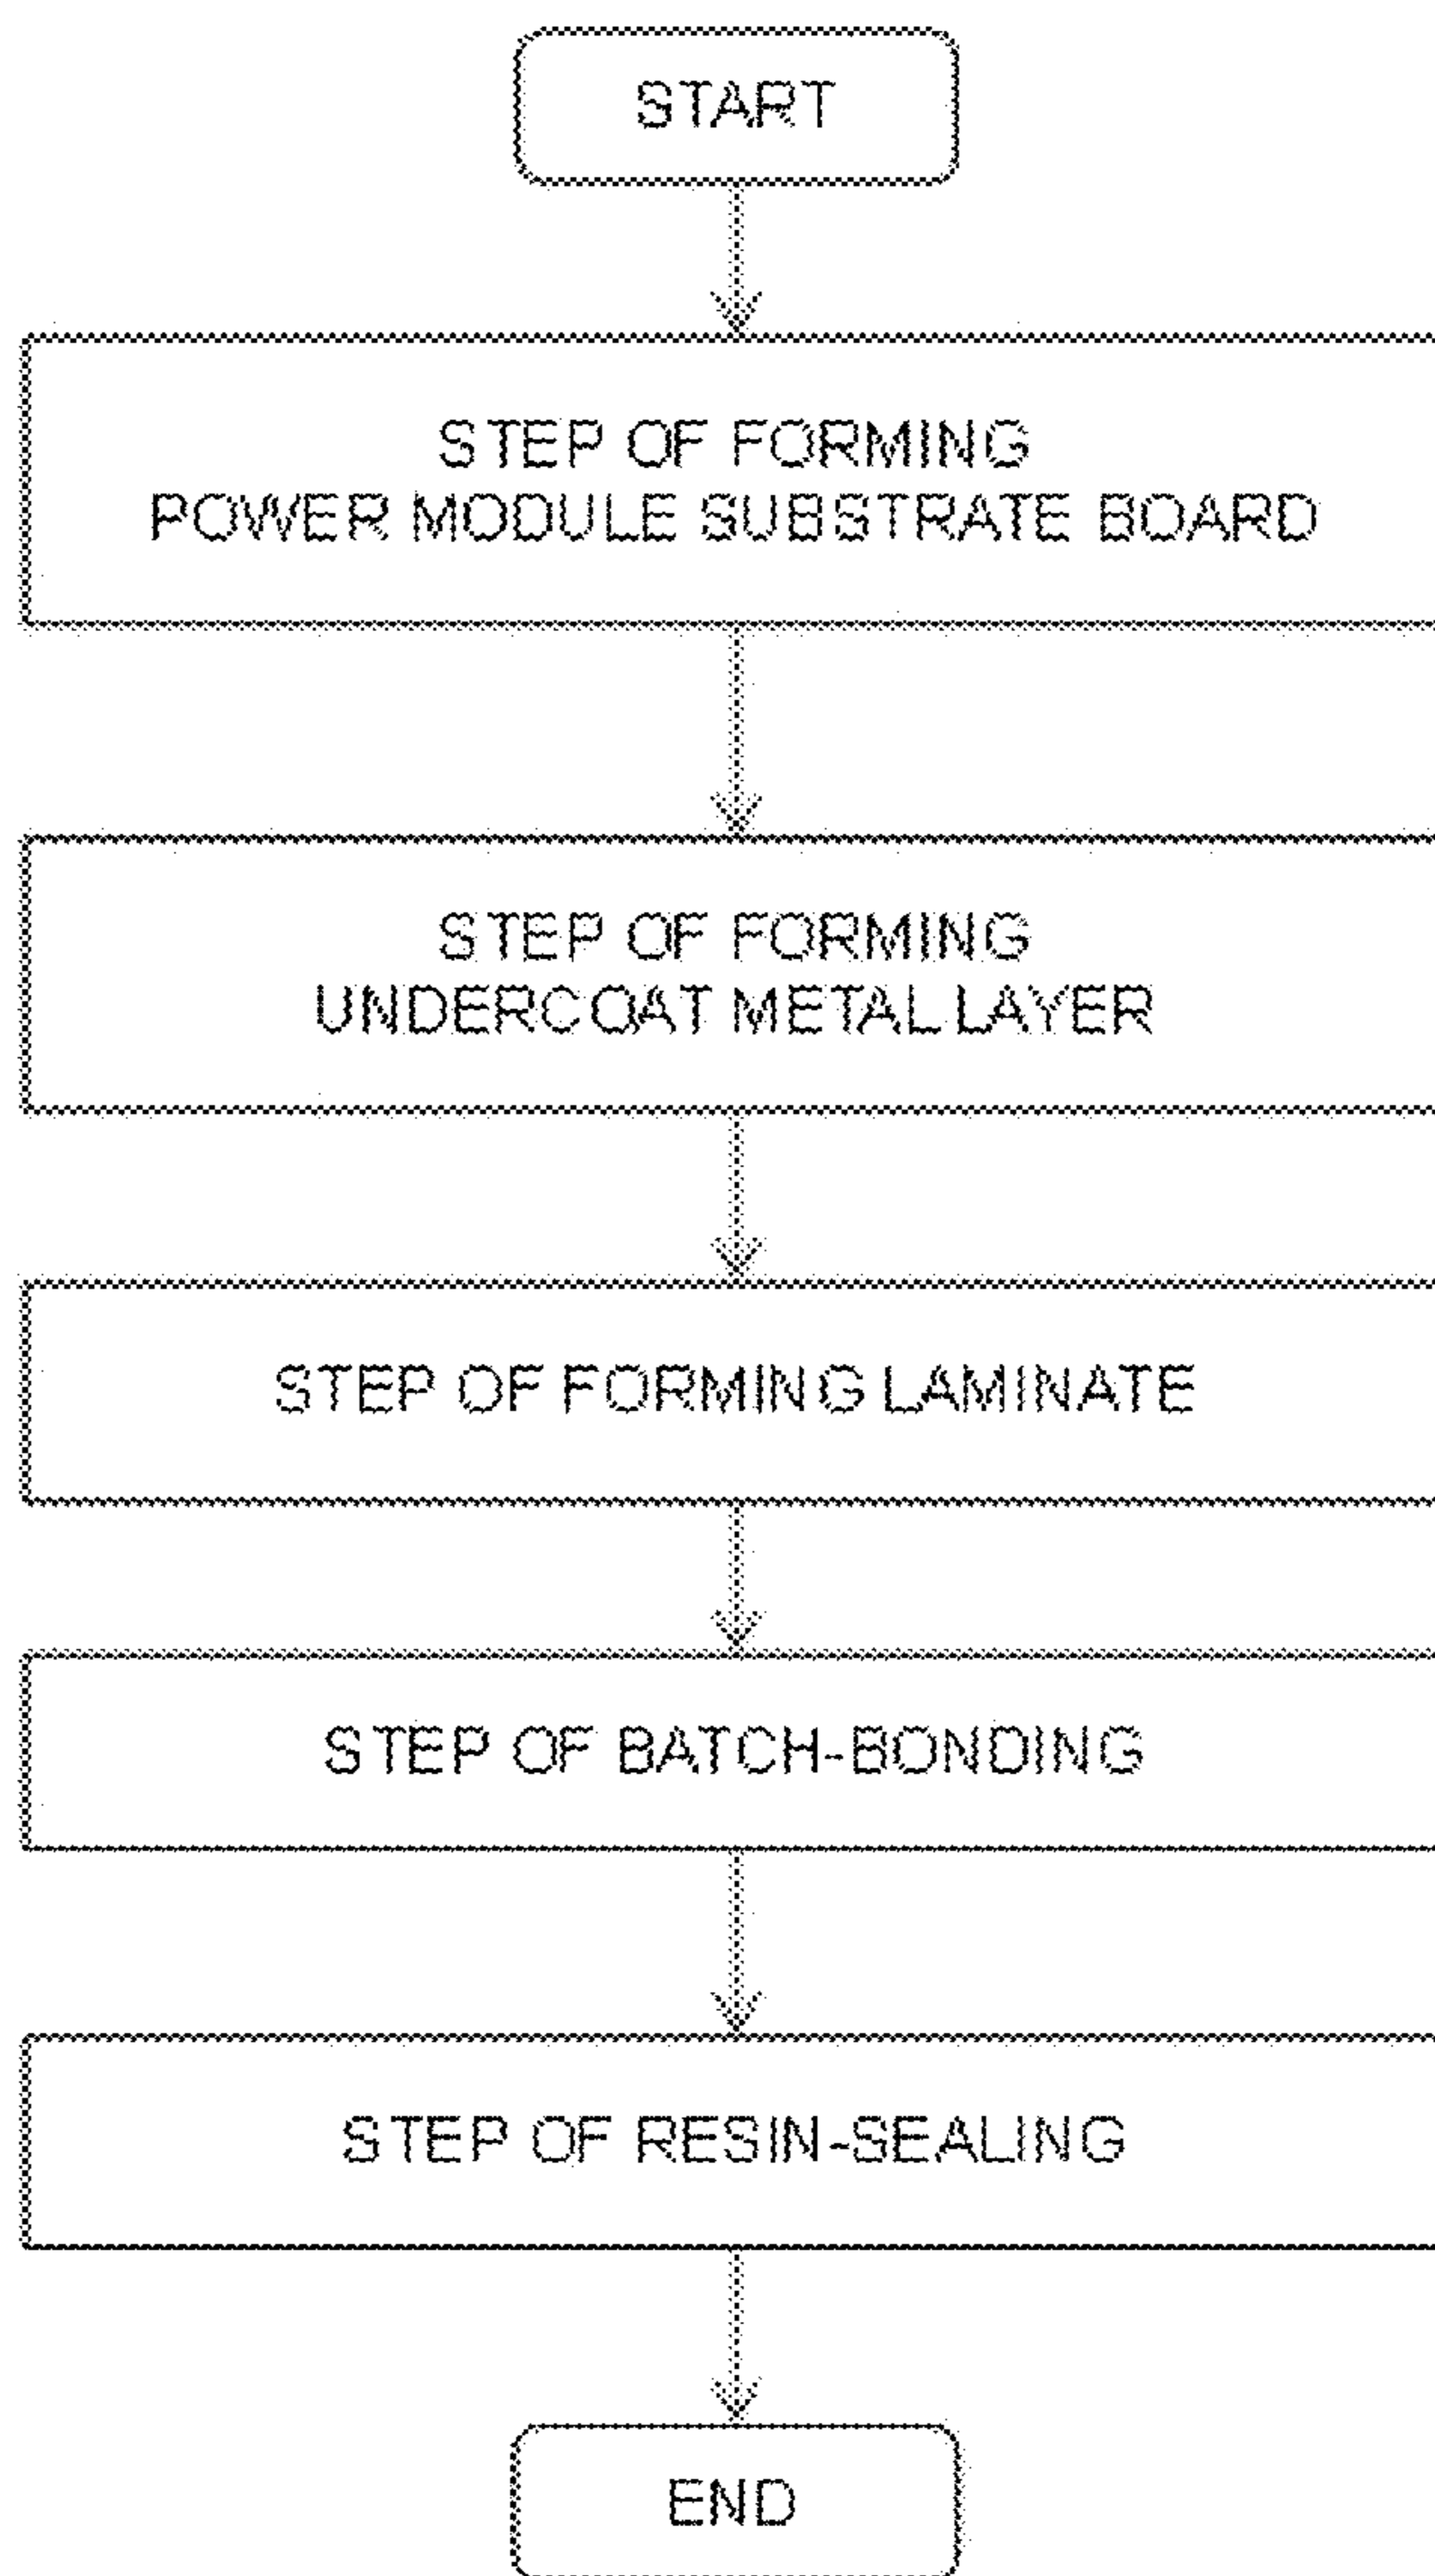 START
STEP OF FORMING
POWER MODULE SUBSTRATE BOARD
STEP OF FORMING
UNDERCOAT METAL LAYER
STEP OF FORMING LAMINATE
STEP OF BATCH-BONDING
STEP OF RESIN-SEALING
END